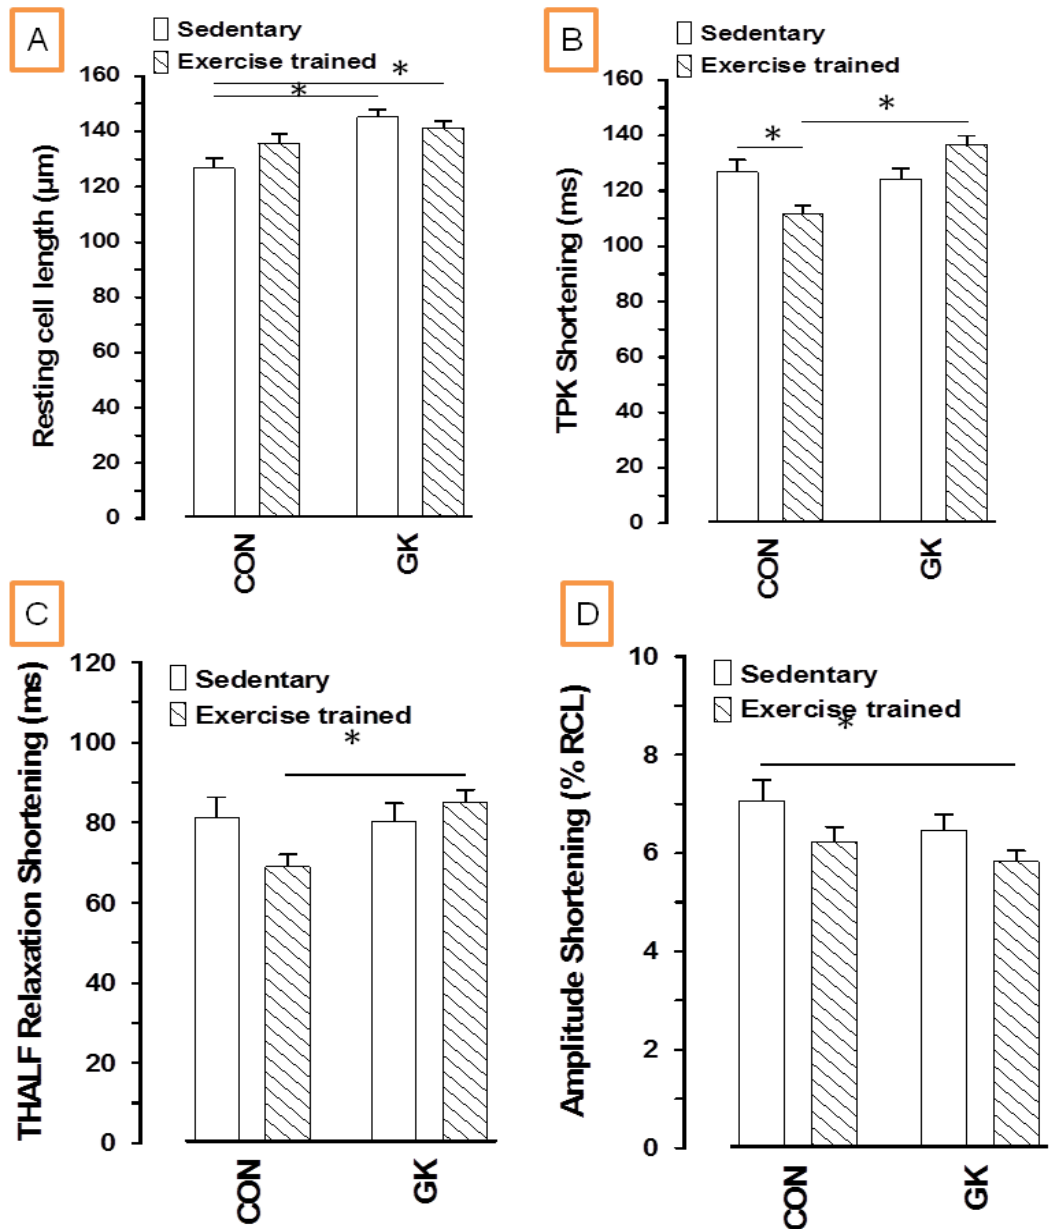 A
Sedentary
Exercise trained
*
*
Resting cell length (µm)
160
140
120
100
80
60
40
20
0
CON
GK
B
Sedentary
Exercise trained
*
*
TPK Shortening (ms)
160
140
120
100
80
60
40
20
0
CON
GK
C
Sedentary
Exercise trained
*
THALF Relaxation Shortening (ms)
120
100
80
60
40
20
0
CON
GK
D
Sedentary
Exercise trained
*
Amplitude Shortening (% RCL)
10
8
6
4
2
0
CON
GK